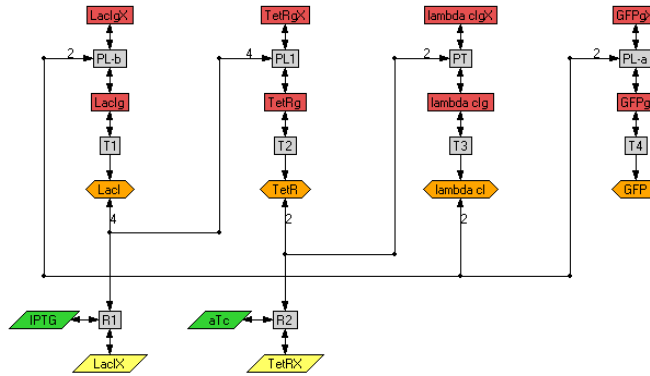 LacIgX TetRgX lambda cIgX GFPgX
2 PL-b 4 PL1 2 PT 2 PL-a
LacIg TetRg lambda cIg GFPg
T1 T2 T3 T4
LacI TetR lambda cI GFP
4 2 2
IPTG R1 aTc R2
LacIX TetRX